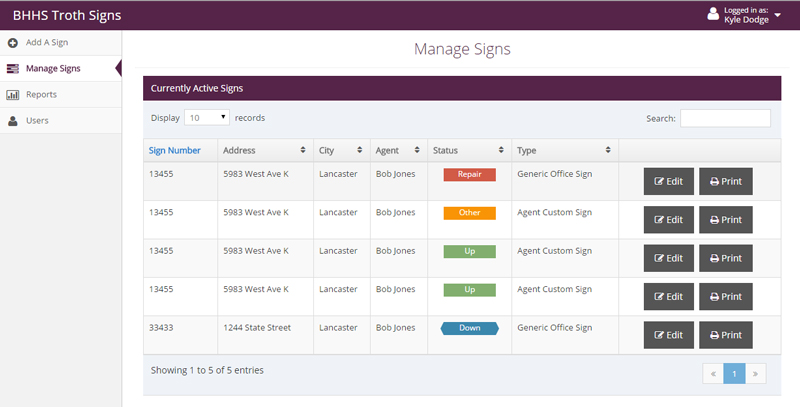 BHHS Troth Signs
Logged in as:
Kyle Dodge
Add A Sign
Manage Signs
Reports
Users
Manage Signs
Currently Active Signs
Display 10 records Search:
Sign Number Address City Agent Status Type
13455 5983 West Ave K Lancaster Bob Jones Repair Generic Office Sign Edit Print
13455 5983 West Ave K Lancaster Bob Jones Other Agent Custom Sign Edit Print
13455 5983 West Ave K Lancaster Bob Jones Up Agent Custom Sign Edit Print
13455 5983 West Ave K Lancaster Bob Jones Up Agent Custom Sign Edit Print
33433 1244 State Street Lancaster Bob Jones Down Generic Office Sign Edit Print
Showing 1 to 5 of 5 entries « 1 »